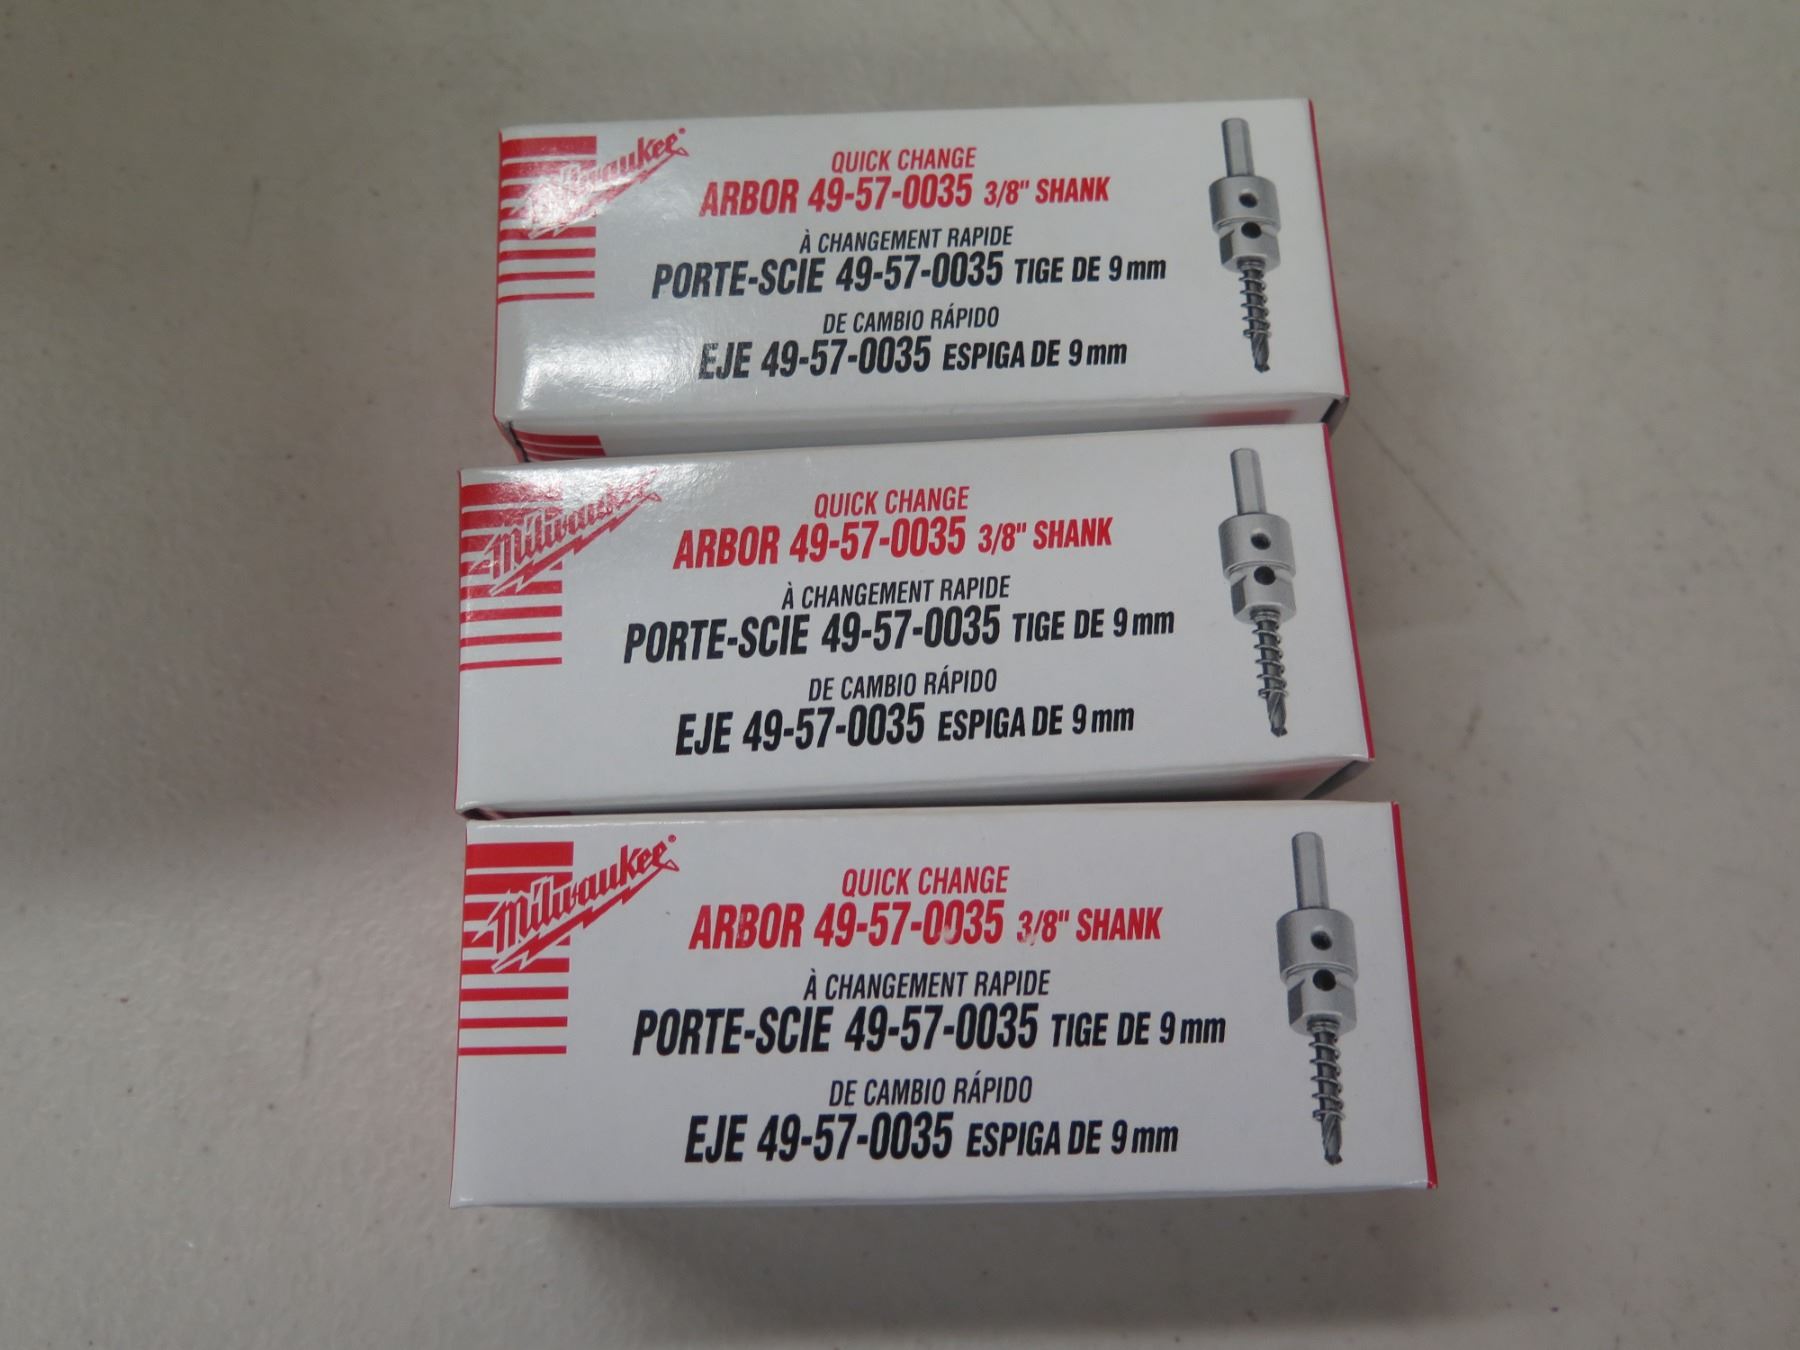 Milwaukee
QUICK CHANGE
ARBOR 49-57-0035 3/8" SHANK
À CHANGEMENT RAPIDE
PORTE-SCIE 49-57-0035 TIGE DE 9 mm
DE CAMBIO RÁPIDO
EJE 49-57-0035 ESPIGA DE 9 mm
Milwaukee
QUICK CHANGE
ARBOR 49-57-0035 3/8" SHANK
À CHANGEMENT RAPIDE
PORTE-SCIE 49-57-0035 TIGE DE 9 mm
DE CAMBIO RÁPIDO
EJE 49-57-0035 ESPIGA DE 9 mm
Milwaukee
QUICK CHANGE
ARBOR 49-57-0035 3/8" SHANK
À CHANGEMENT RAPIDE
PORTE-SCIE 49-57-0035 TIGE DE 9 mm
DE CAMBIO RÁPIDO
EJE 49-57-0035 ESPIGA DE 9 mm